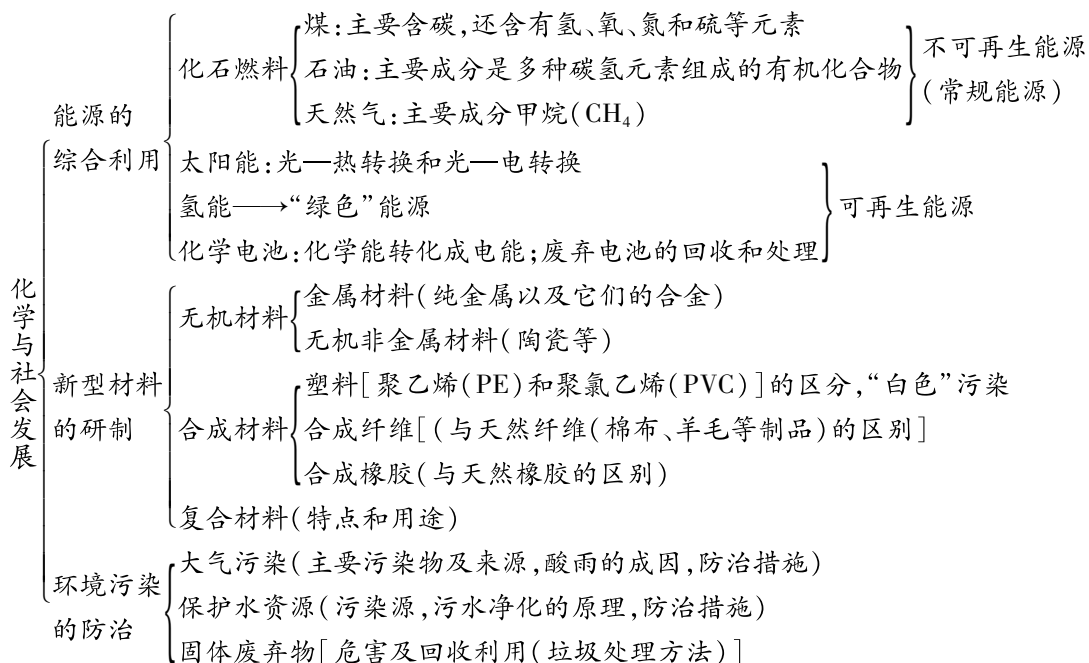 化学与社会发展
能源的
综合利用
化石燃料
煤:主要含碳,还含有氢、氧、氮和硫等元素
石油:主要成分是多种碳氢元素组成的有机化合物
天然气:主要成分甲烷(CH₄)
不可再生能源
(常规能源)
太阳能:光—热转换和光—电转换
氢能——→“绿色”能源
化学电池:化学能转化成电能;废弃电池的回收和处理
可再生能源
新型材料
的研制
无机材料
金属材料(纯金属以及它们的合金)
无机非金属材料(陶瓷等)
合成材料
塑料[聚乙烯(PE)和聚氯乙烯(PVC)]的区分,“白色”污染
合成纤维[(与天然纤维(棉布、羊毛等制品)的区别]
合成橡胶(与天然橡胶的区别)
复合材料(特点和用途)
环境污染
的防治
大气污染(主要污染物及来源,酸雨的成因,防治措施)
保护水资源(污染源,污水净化的原理,防治措施)
固体废弃物[危害及回收利用(垃圾处理方法)]